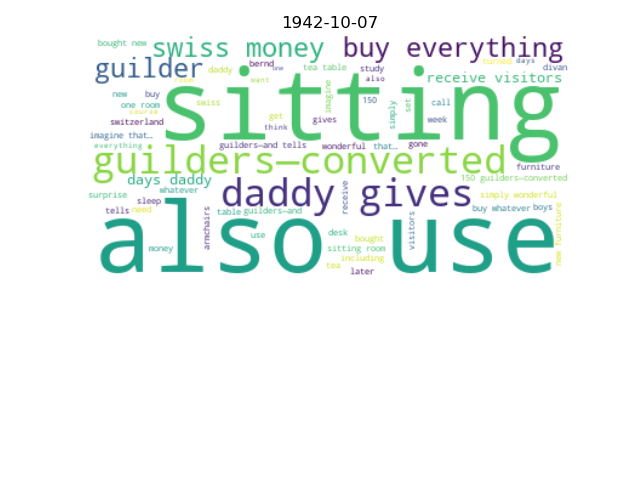 1942-10-07
bought new swiss money buy everything
guilder daddy bernd one tea table study turned days divan
room want also receive visitors
new buy sitting imagine 150 set call
one room swiss get simply week
course
switzerland gives think
imagine that…
everything guilders—and tells wonderful that… gone
guilders—converted furniture
days daddy 150 guilders—converted
surprise whatever daddy gives simply wonderful
sleep receive
tells need table guilders—and buy whatever boys
also use
armchairs use desk bought visitors new furniture
money sitting room
including
tea
later